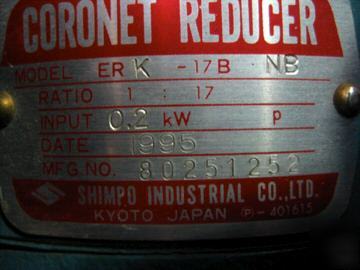 CORONET REDUCER
MODEL ERK -17B NB
RATIO 1 : 17
INPUT 0.2 kW P
DATE 1995
MFG.NO. 80251252
SHIMPO INDUSTRIAL CO.,LTD.
KYOTO JAPAN (P)-401615